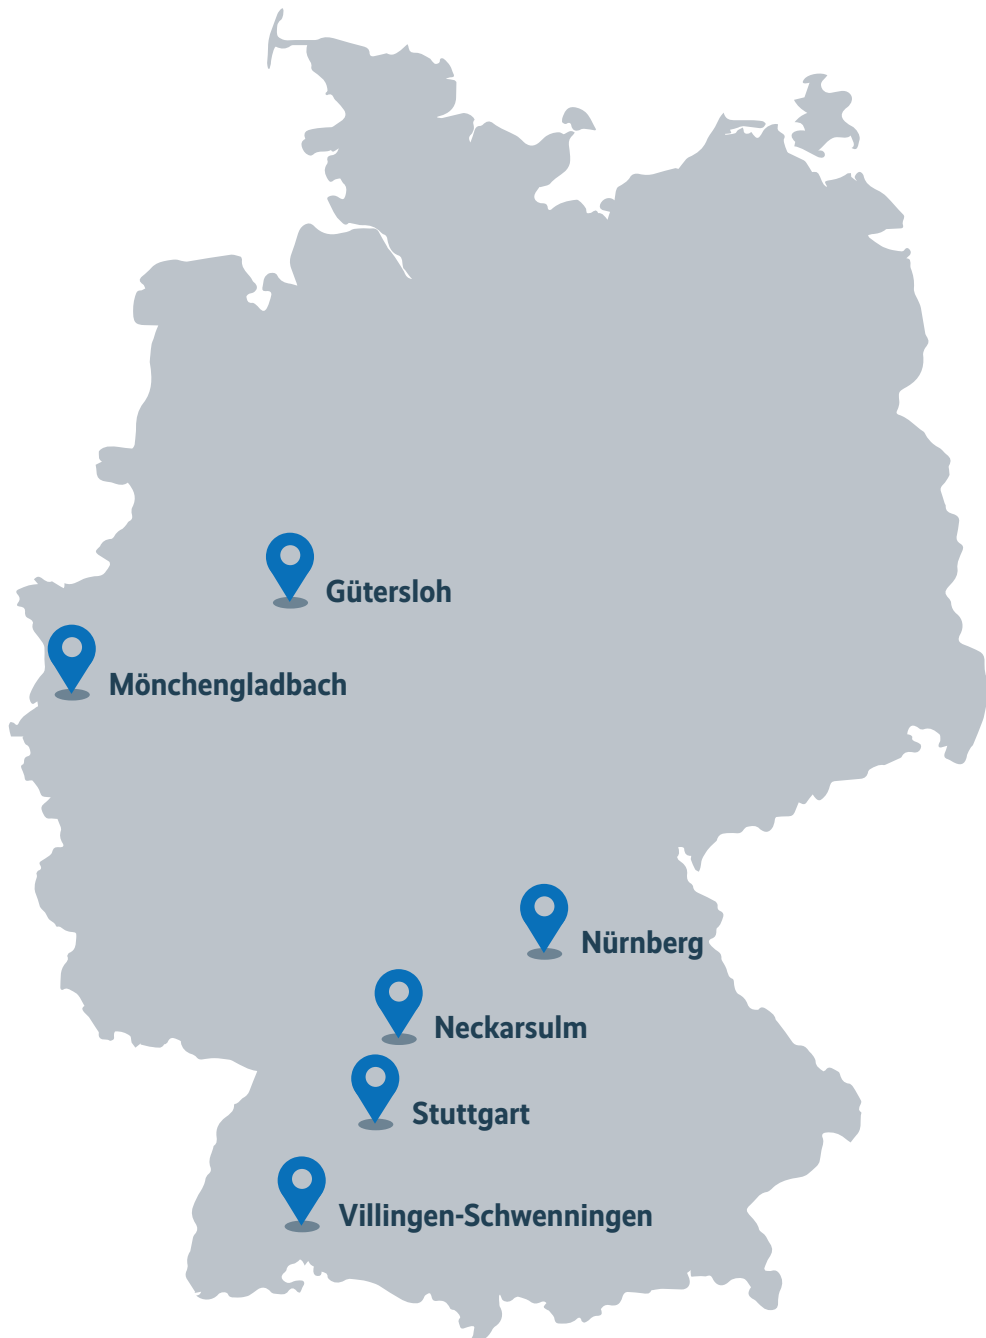 Gütersloh
Mönchengladbach
Nürnberg
Neckarsulm
Stuttgart
Villingen-Schwenningen